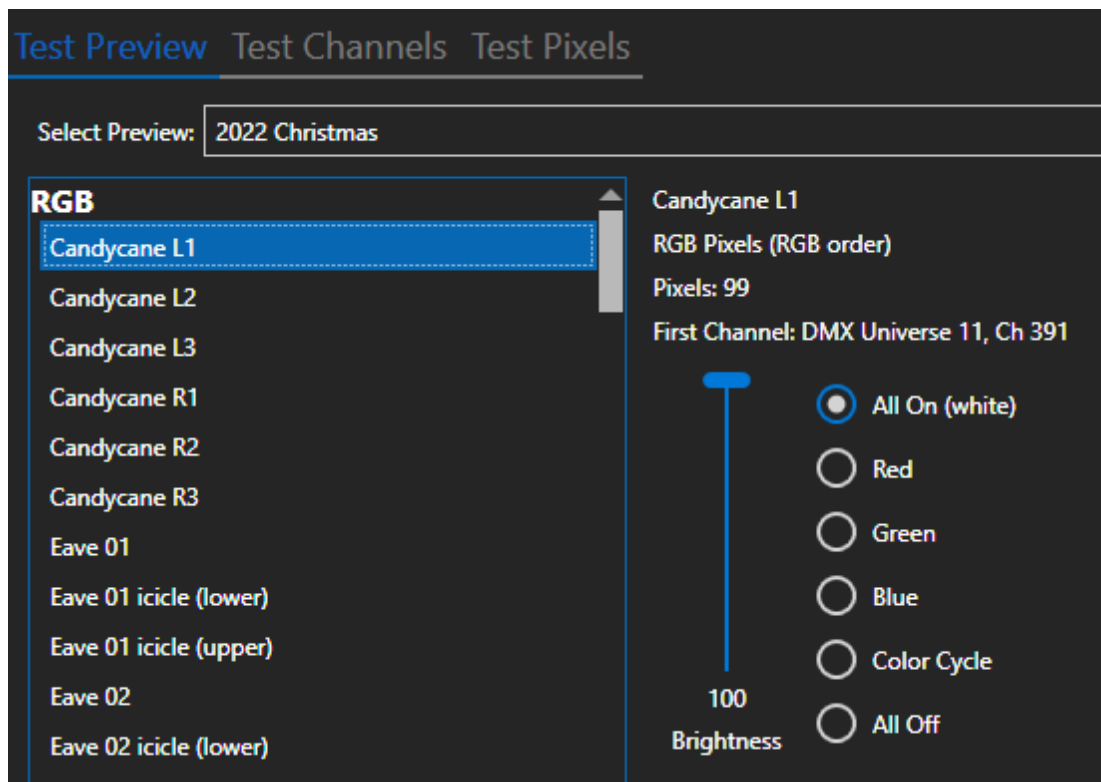 Test Preview Test Channels Test Pixels
Select Preview: 2022 Christmas
RGB
Candycane L1
Candycane L2
Candycane L3
Candycane R1
Candycane R2
Candycane R3
Eave 01
Eave 01 icicle (lower)
Eave 01 icicle (upper)
Eave 02
Eave 02 icicle (lower)
Candycane L1
RGB Pixels (RGB order)
Pixels: 99
First Channel: DMX Universe 11, Ch 391
All On (white)
Red
Green
Blue
Color Cycle
All Off
100
Brightness